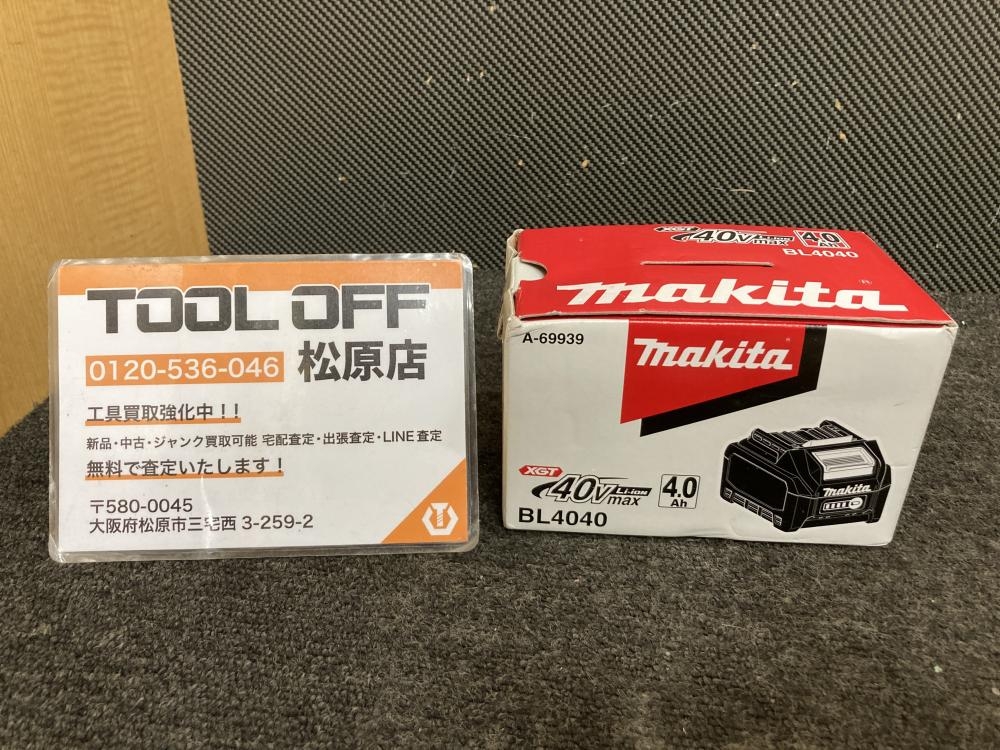 TOOL OFF
0120-536-046 松原店
工具買取強化中！！
新品・中古・ジャンク買取可能 宅配査定・出張査定・LINE査定
無料で査定いたします！
〒580-0045
大阪府松原市三宅西 3-259-2
XGT
40Vmax Li-ion 4.0 Ah
BL4040
makita®
A-69939
makita
XGT
40Vmax Li-ion 4.0 Ah
BL4040
makita